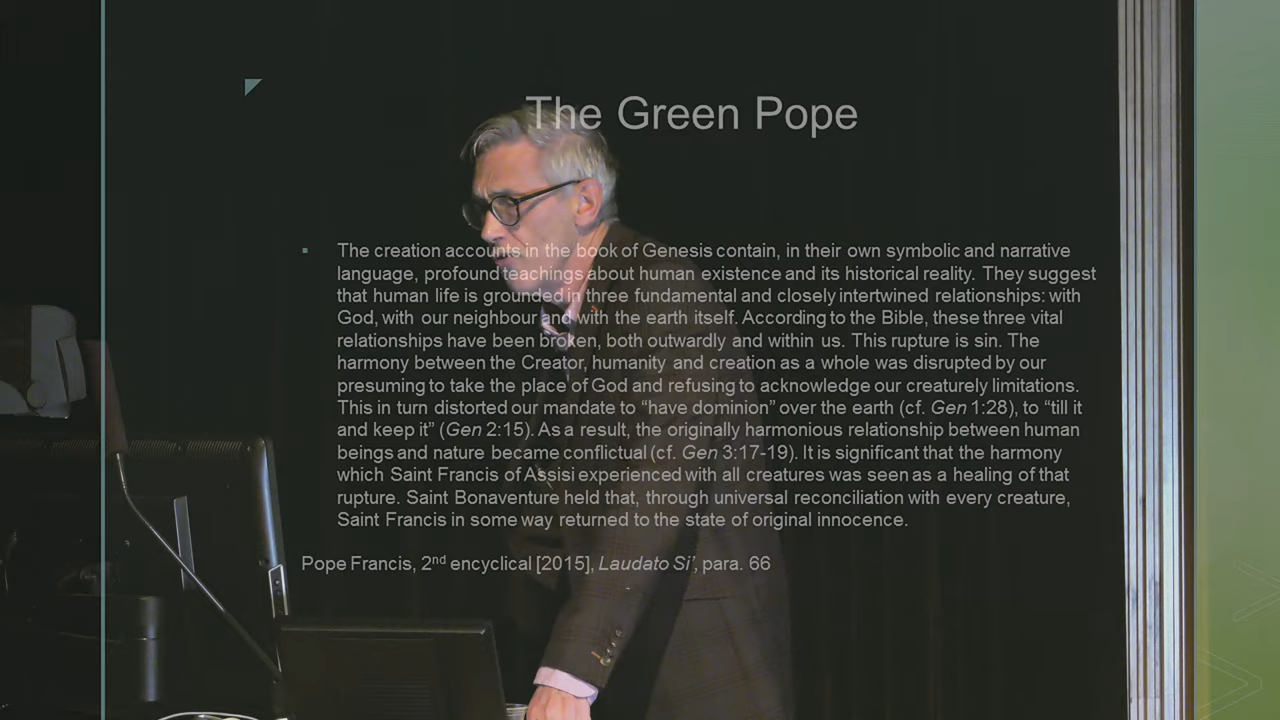 The Green Pope
▪ The creation accounts in the book of Genesis contain, in their own symbolic and narrative
language, profound teachings about human existence and its historical reality. They suggest
that human life is grounded in three fundamental and closely intertwined relationships: with
God, with our neighbour and with the earth itself. According to the Bible, these three vital
relationships have been broken, both outwardly and within us. This rupture is sin. The
harmony between the Creator, humanity and creation as a whole was disrupted by our
presuming to take the place of God and refusing to acknowledge our creaturely limitations.
This in turn distorted our mandate to “have dominion” over the earth (cf. Gen 1:28), to “till it
and keep it” (Gen 2:15). As a result, the originally harmonious relationship between human
beings and nature became conflictual (cf. Gen 3:17-19). It is significant that the harmony
which Saint Francis of Assisi experienced with all creatures was seen as a healing of that
rupture. Saint Bonaventure held that, through universal reconciliation with every creature,
Saint Francis in some way returned to the state of original innocence.
Pope Francis, 2nd encyclical [2015], Laudato Si’, para. 66